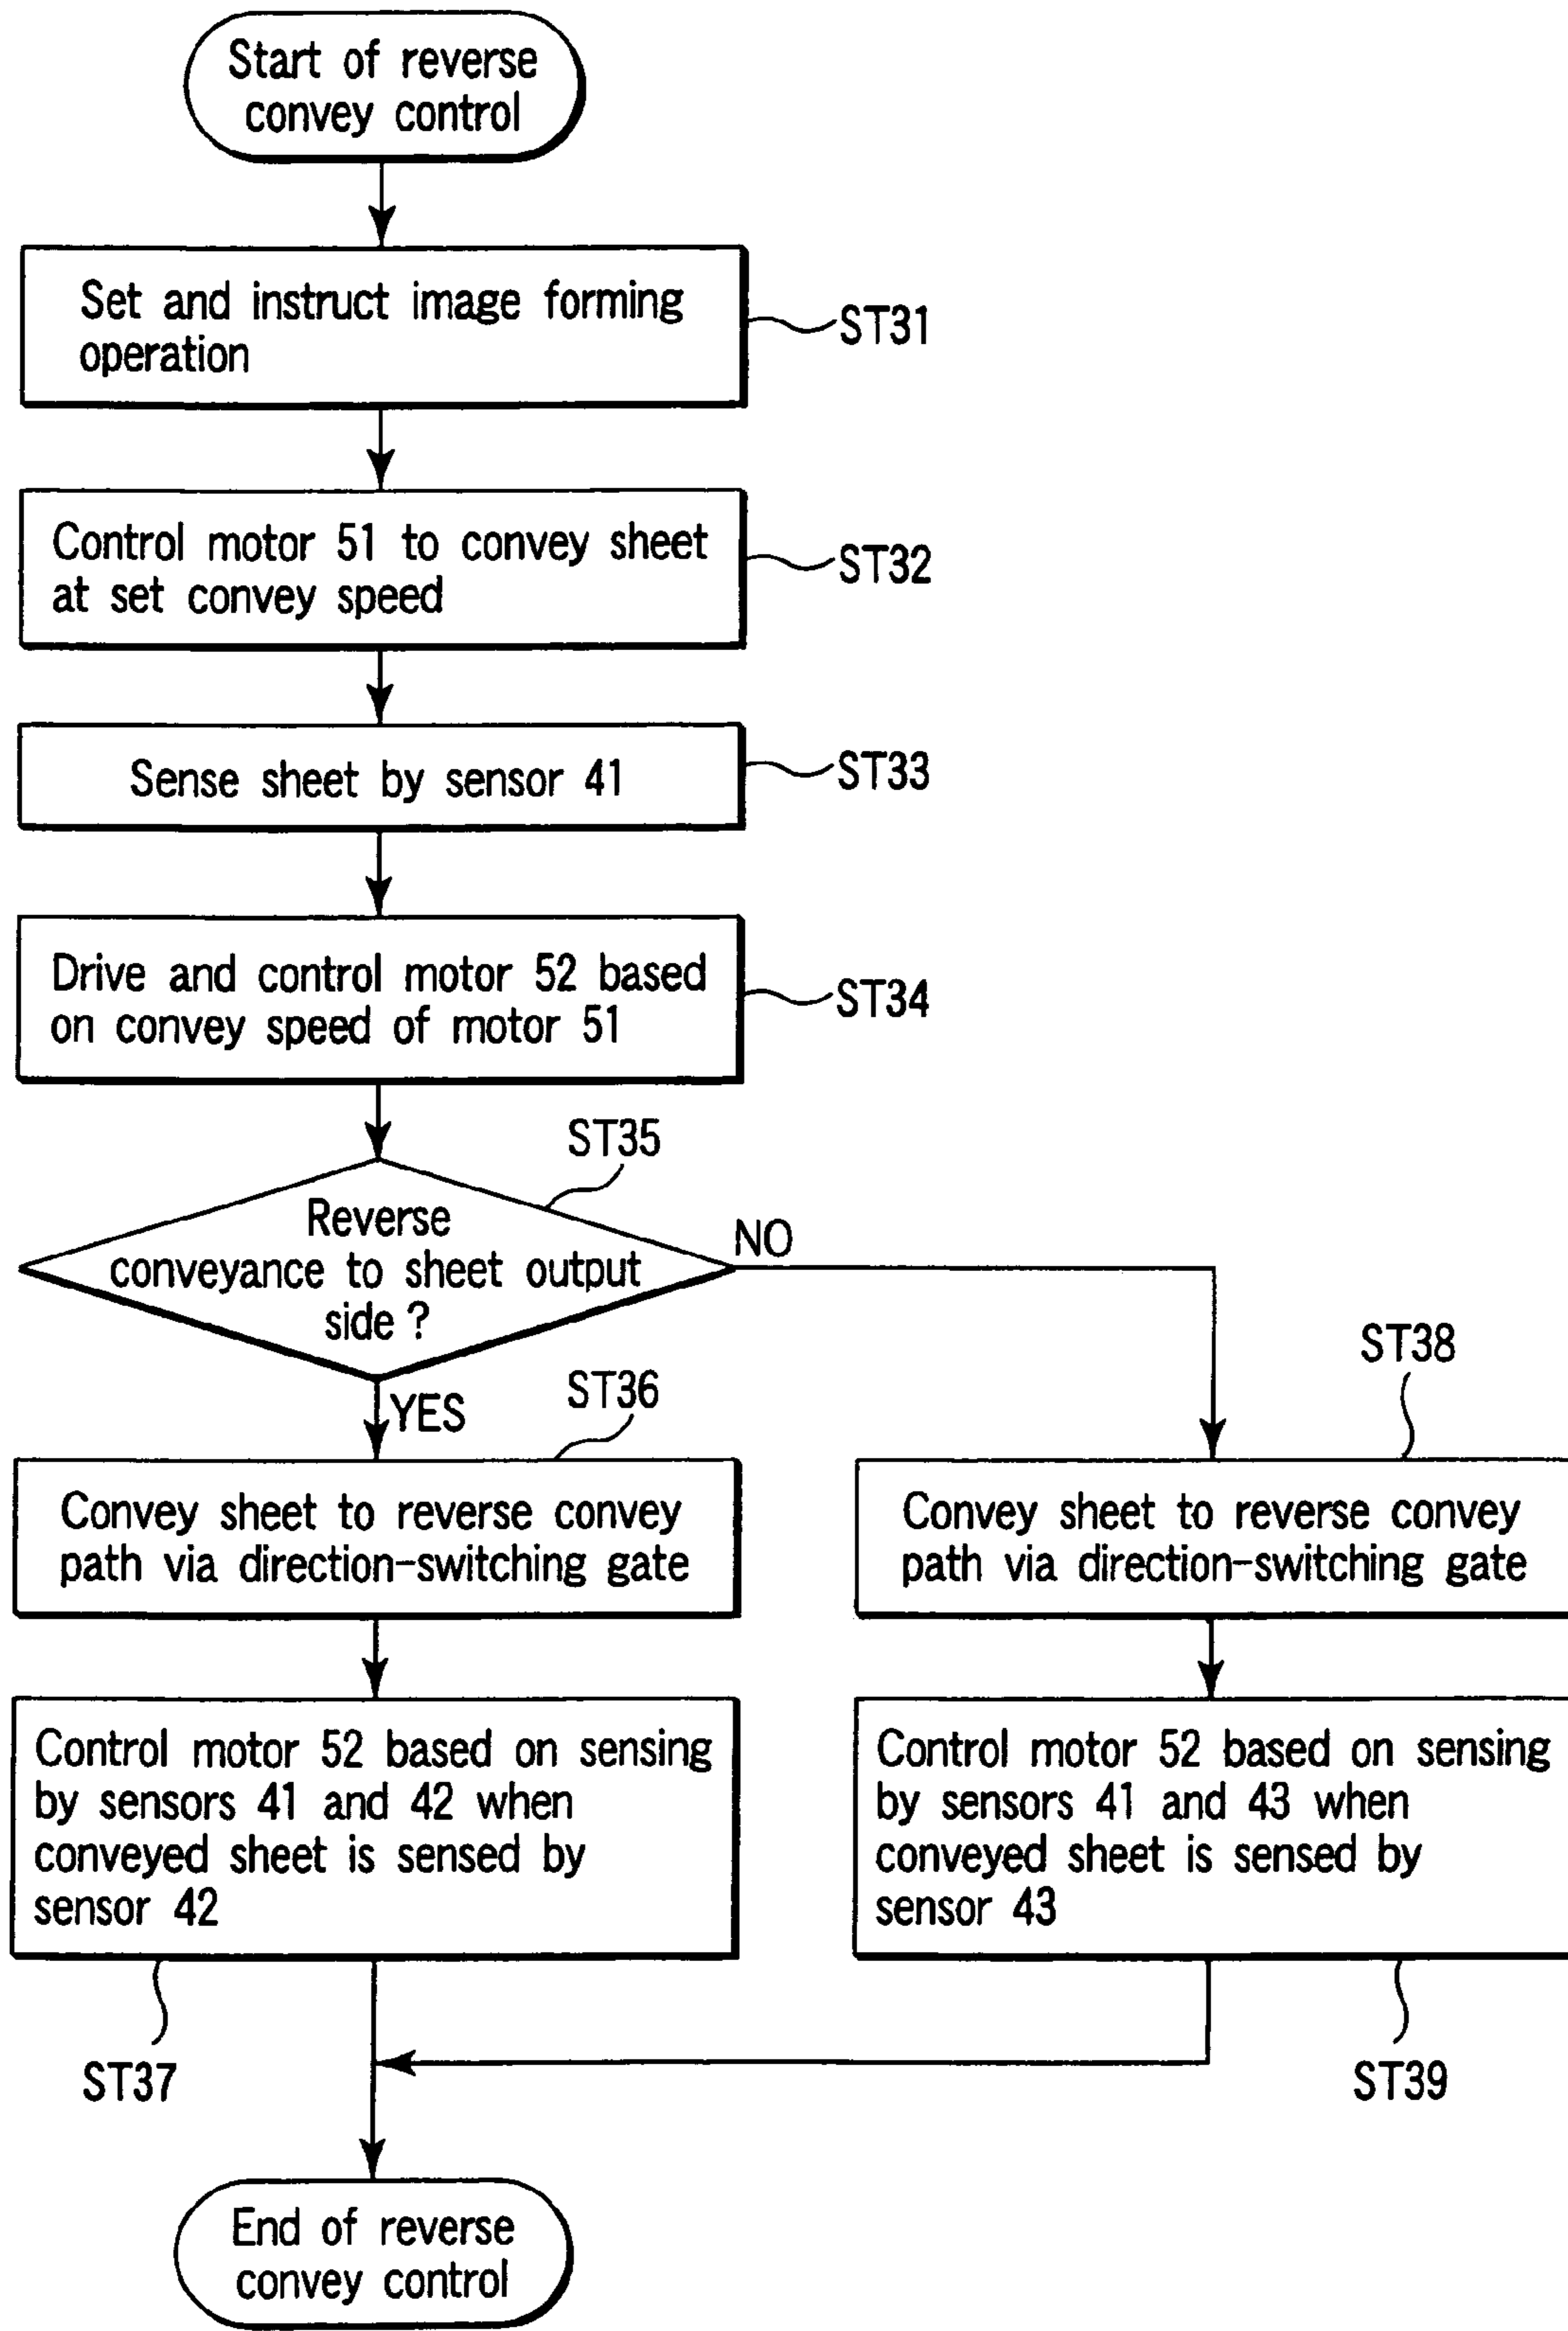 Start of reverse
convey control
Set and instruct image forming
operation
ST31
Control motor 51 to convey sheet
at set convey speed
ST32
Sense sheet by sensor 41
ST33
Drive and control motor 52 based
on convey speed of motor 51
ST34
ST35
Reverse
conveyance to sheet output
side ?
NO
YES
ST36
Convey sheet to reverse convey
path via direction-switching gate
Control motor 52 based on sensing
by sensors 41 and 42 when
conveyed sheet is sensed by
sensor 42
ST37
ST38
Convey sheet to reverse convey
path via direction-switching gate
Control motor 52 based on sensing
by sensors 41 and 43 when
conveyed sheet is sensed by
sensor 43
ST39
End of reverse
convey control